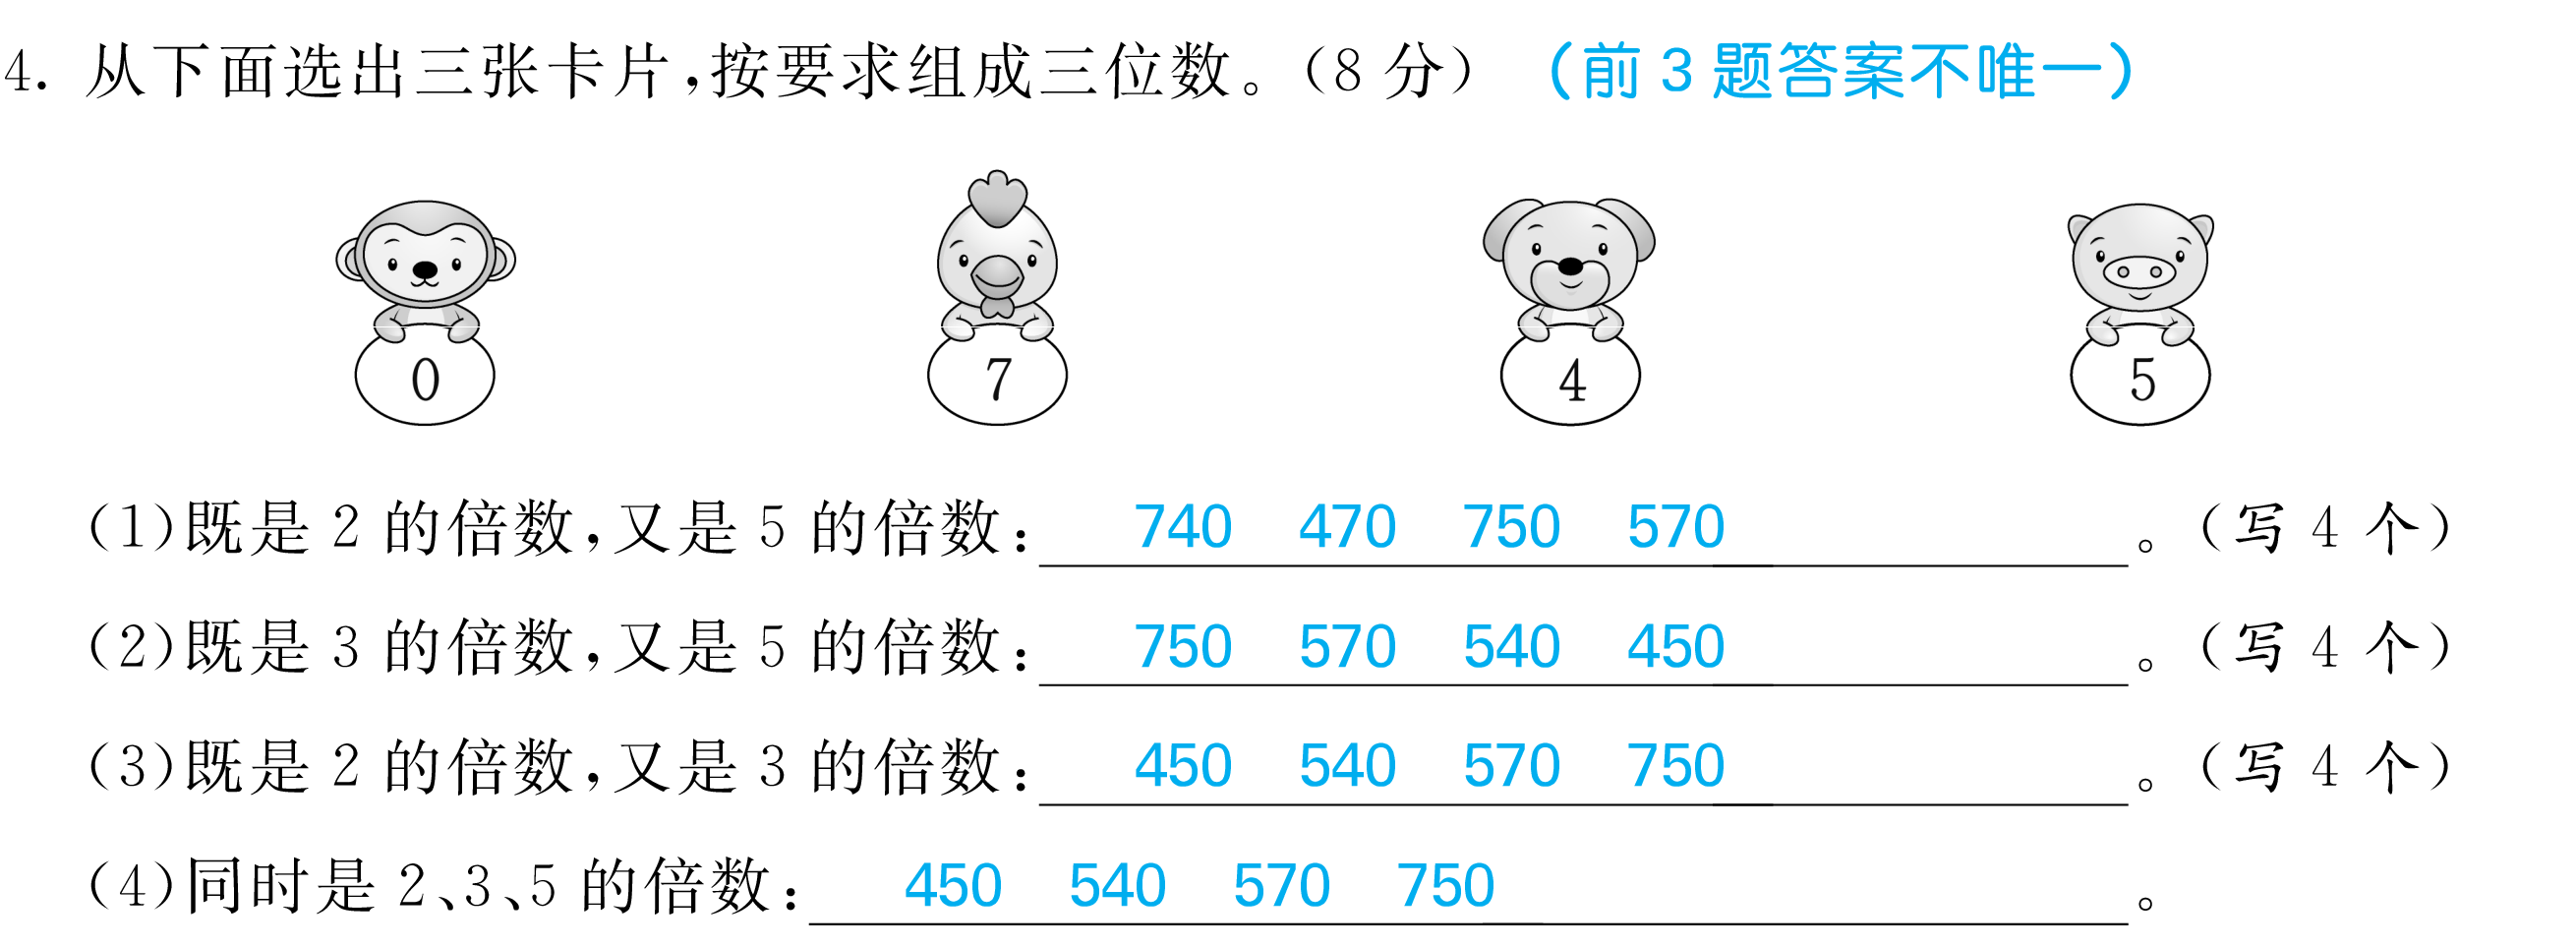 4. 从下面选出三张卡片,按要求组成三位数。(8 分) (前 3 题答案不唯一)
0 7 4 5
(1)既是 2 的倍数,又是 5 的倍数: 740 470 750 570 。(写 4 个)
(2)既是 3 的倍数,又是 5 的倍数: 750 570 540 450 。(写 4 个)
(3)既是 2 的倍数,又是 3 的倍数: 450 540 570 750 。(写 4 个)
(4)同时是 2、3、5 的倍数: 450 540 570 750 。